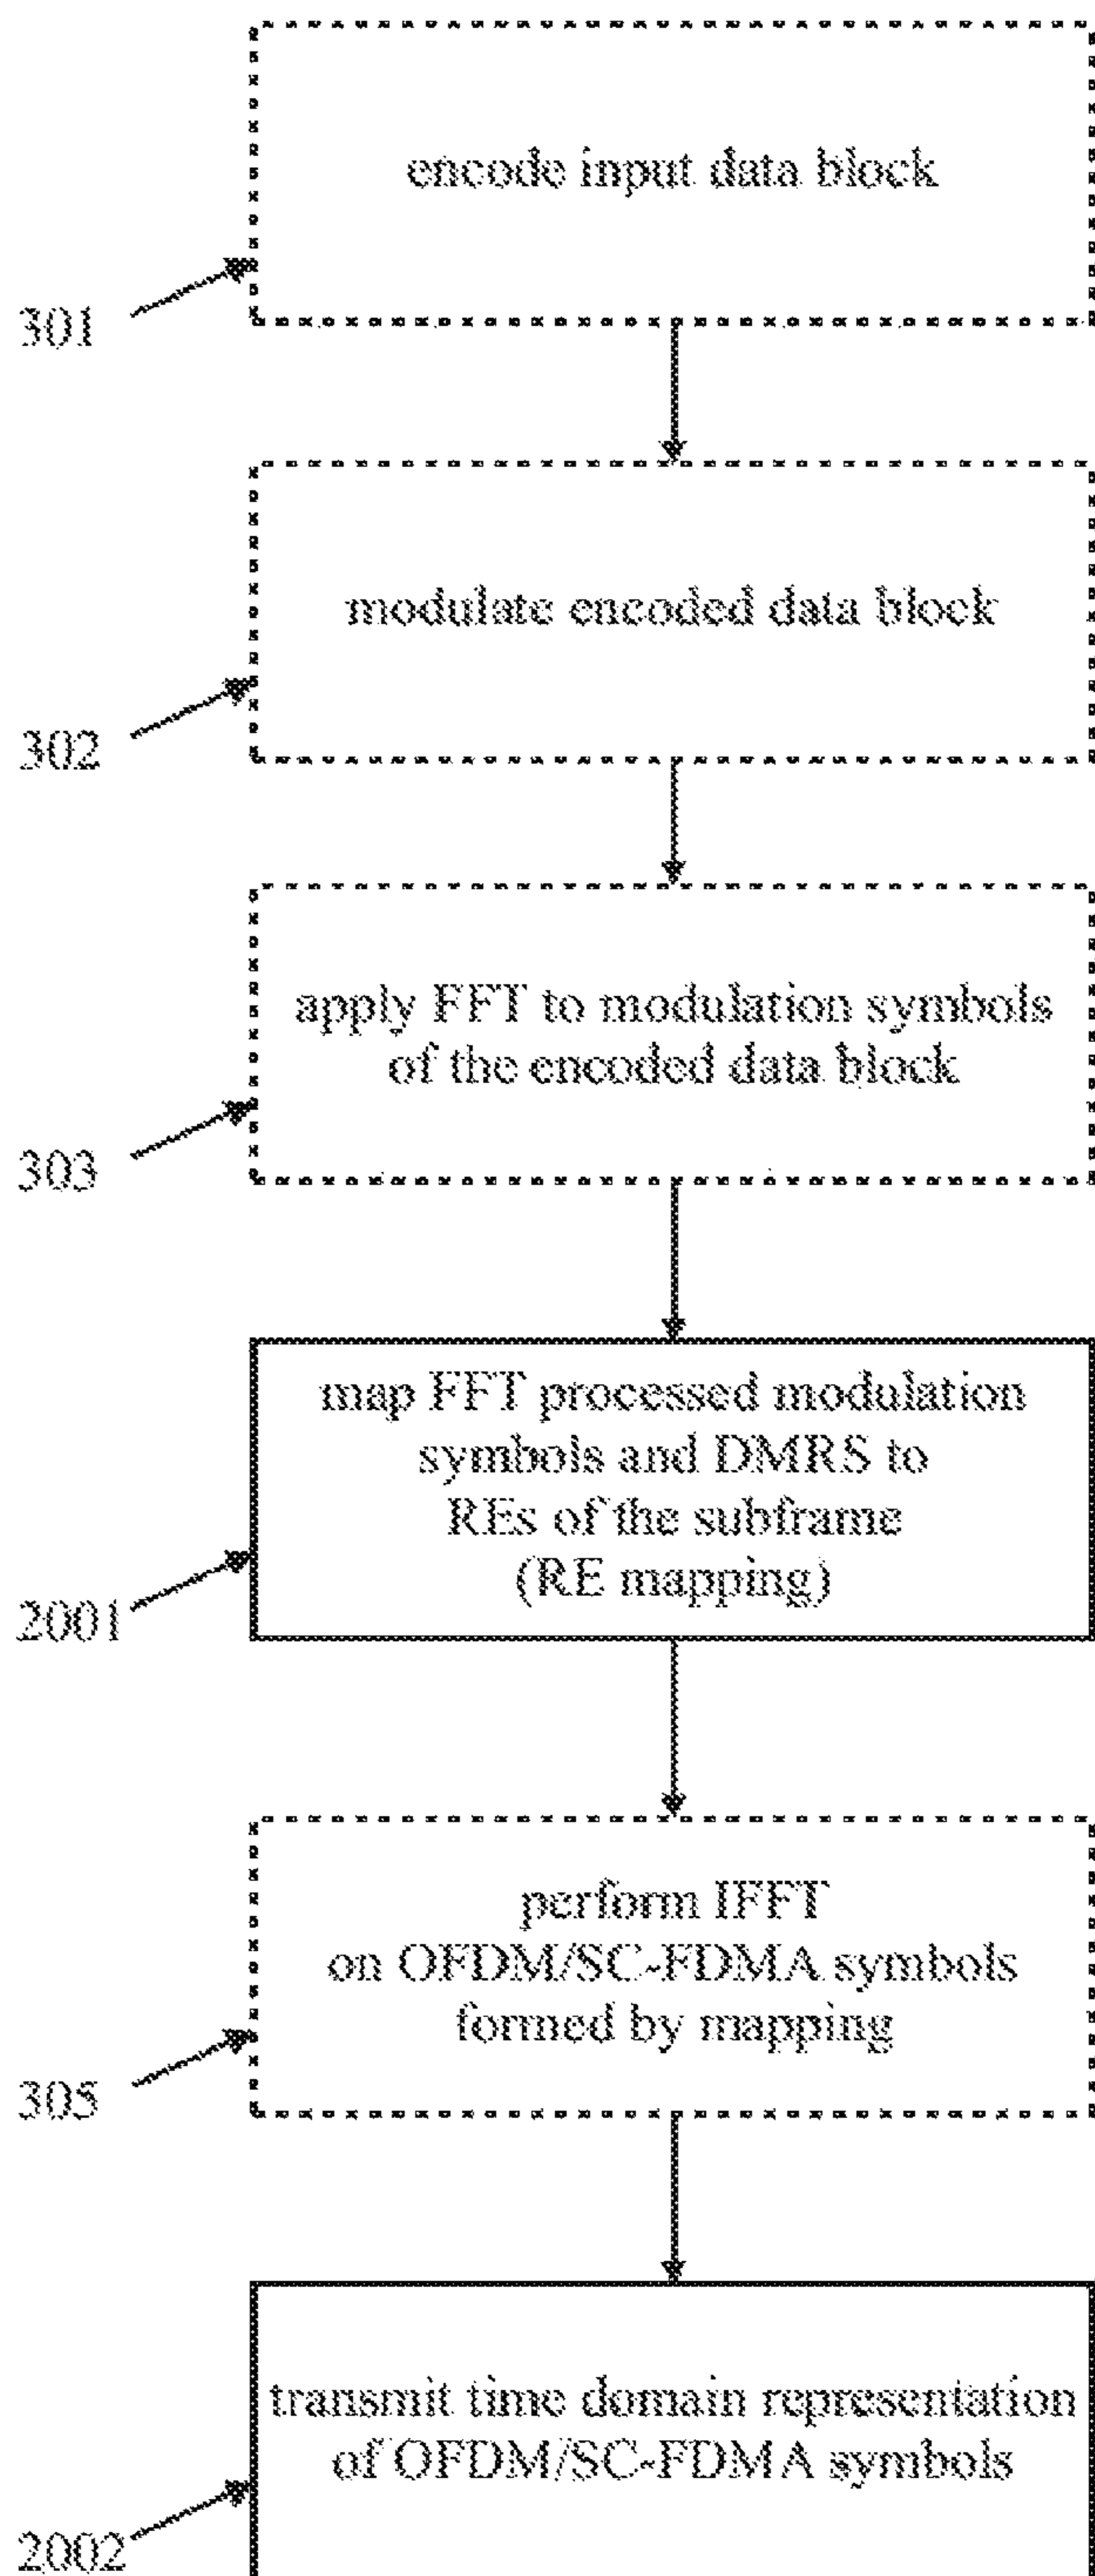 encode input data block
301
modulate encoded data block
302
apply FFT to modulation symbols
of the encoded data block
303
map FFT processed modulation
symbols and DMRS to
REs of the subframe
(RE mapping)
2001
perform IFFT
on OFDM/SC-FDMA symbols
formed by mapping
305
transmit time domain representation
of OFDM/SC-FDMA symbols
2002